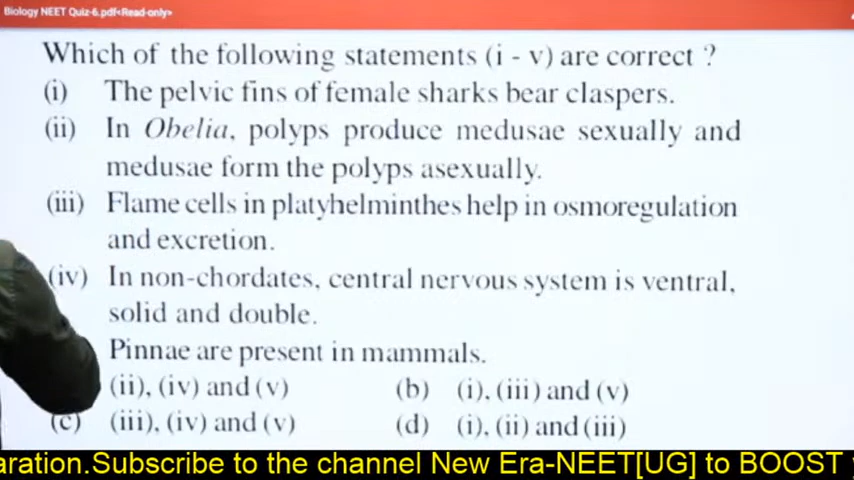 Biology NEET Quiz-6.pdf<Read-only>
Which of the following statements (i - v) are correct ?
(i) The pelvic fins of female sharks bear claspers.
(ii) In Obelia, polyps produce medusae sexually and
medusae form the polyps asexually.
(iii) Flame cells in platyhelminthes help in osmoregulation
and excretion.
(iv) In non-chordates, central nervous system is ventral,
solid and double.
Pinnae are present in mammals.
(ii), (iv) and (v) (b) (i), (iii) and (v)
(c) (iii), (iv) and (v) (d) (i), (ii) and (iii)
aration.Subscribe to the channel New Era-NEET[UG] to BOOST